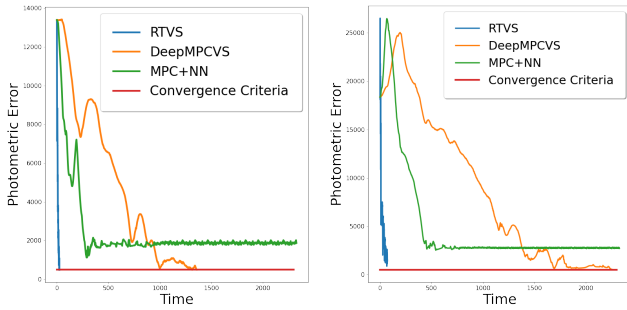 14000
12000
10000
8000
6000
4000
2000
0
0
500
1000
1500
2000
Photometric Error
Time
RTVS
DeepMPCVS
MPC+NN
Convergence Criteria
25000
20000
15000
10000
5000
0
0
500
1000
1500
2000
Photometric Error
Time
RTVS
DeepMPCVS
MPC+NN
Convergence Criteria